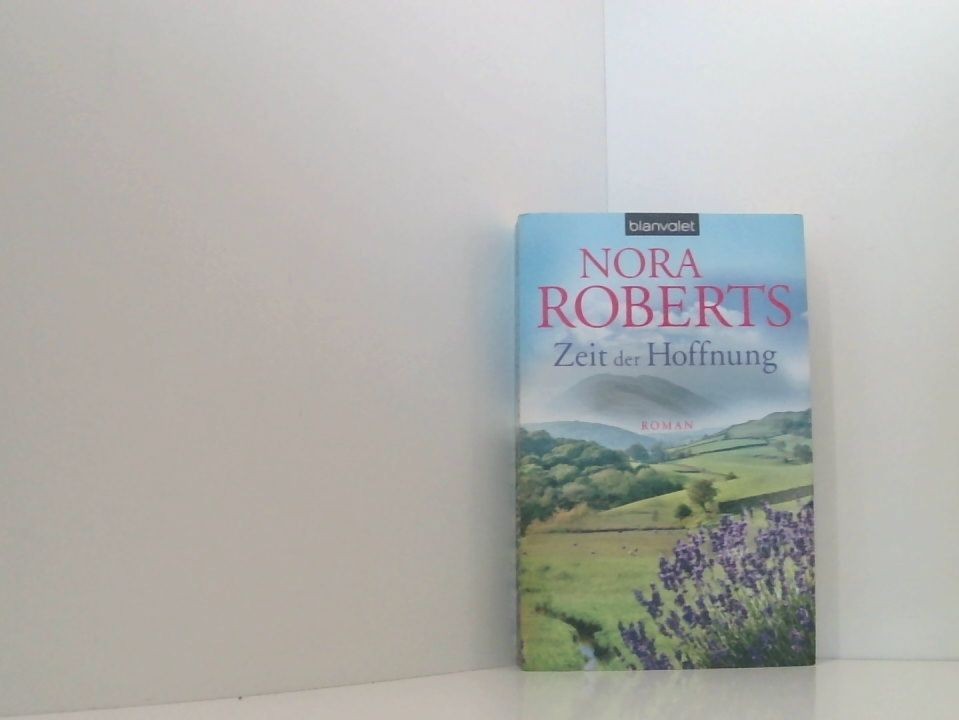 blanvalet
NORA
ROBERTS
Zeit der Hoffnung
ROMAN